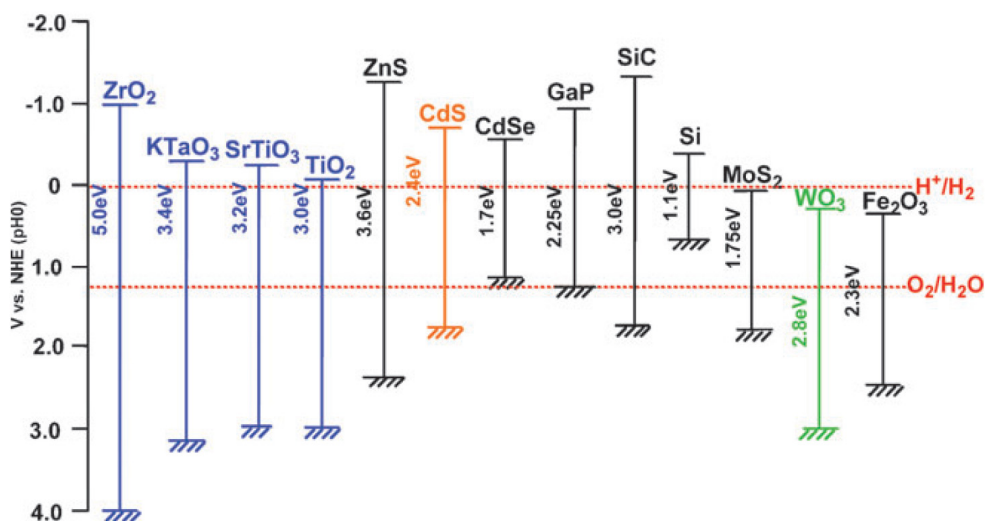 V vs. NHE (pH0)
-2.0
-1.0
0
1.0
2.0
3.0
4.0
ZrO₂
5.0eV
KTaO₃
3.4eV
SrTiO₃
3.2eV
TiO₂
3.0eV
ZnS
3.6eV
CdS
2.4eV
CdSe
1.7eV
GaP
2.25eV
SiC
3.0eV
Si
1.1eV
MoS₂
1.75eV
WO₃
2.8eV
Fe₂O₃
2.3eV
H⁺/H₂
O₂/H₂O